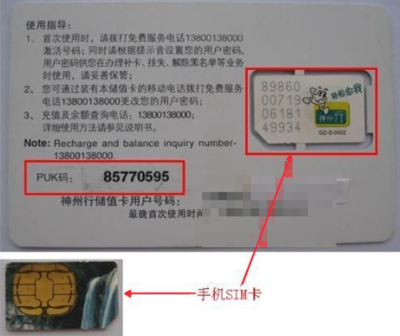 使用指导:
1、首次使用时，请拨打免费服务电话13800138000
激活号码；同时请根据提示音设置您的用户密码，
用户密码供您在办理补卡、挂失、解除黑名单等业务
时使用，请妥善保管；
2、您可通过装有本储值卡的移动电话拨打免费服务
电话13800138000更改您的用户密码。
3、充值及余额查询电话：13800138000；
详细使用方法请参见说明书。
Note: Recharge and balance inquiry number-
13800138000.
PUK码: 85770595
神州行储值卡用户号码:
最晚首次使用时间
89860
00719
06181
49934
轻松由我
神州行
GD-S-0402
手机SIM卡